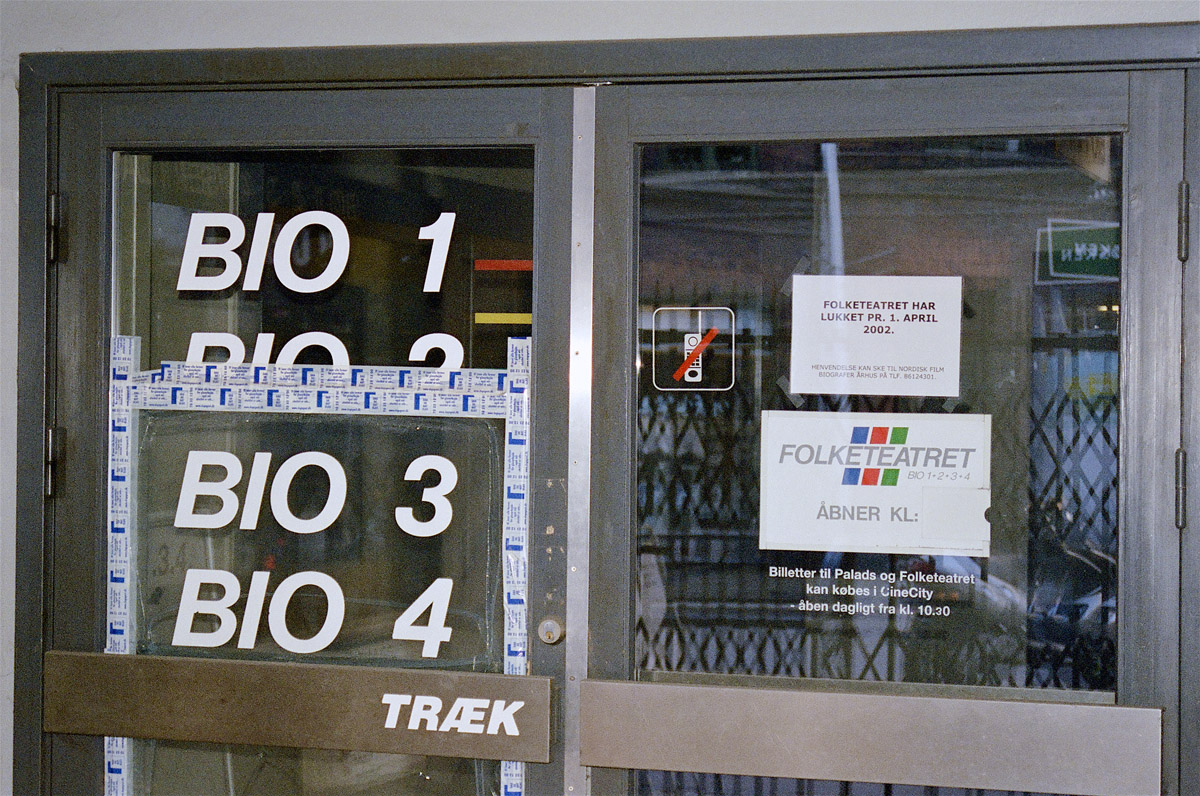 BIO 1
BIO 2
BIO 3
BIO 4
TRÆK
FOLKETEATRET HAR
LUKKET PR. 1. APRIL
2002.
HENVENDELSE KAN SKE TIL NORDISK FILM
BIOGRAFER ÅRHUS PÅ TLF. 86124301.
FOLKETEATRET
BIO 1+2+3+4
ÅBNER KL:
Billetter til Palads og Folketeatret
kan købes i CineCity
- åben dagligt fra kl. 10.30